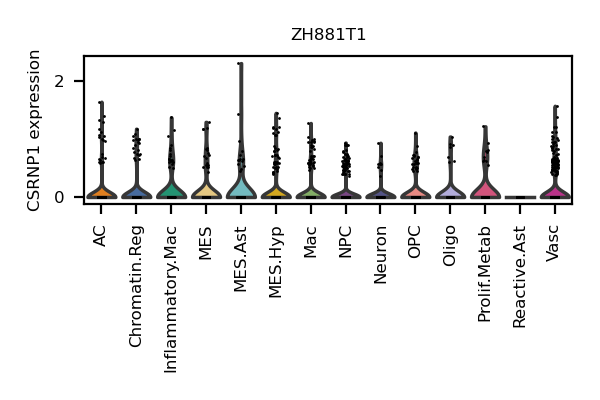 ZH881T1
CSRNP1 expression
2
0
AC
Chromatin.Reg
Inflammatory.Mac
MES
MES.Ast
MES.Hyp
Mac
NPC
Neuron
OPC
Oligo
Prolif.Metab
Reactive.Ast
Vasc